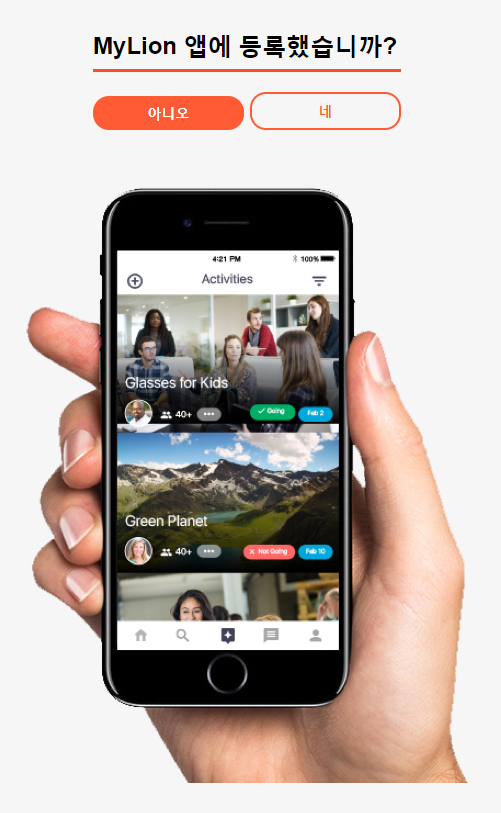 MyLion 앱에 등록했습니까?
아니오
네
4:21 PM
100%
Activities
Glasses for Kids
40+
Going
Feb 2
Green Planet
40+
Not Going
Feb 10